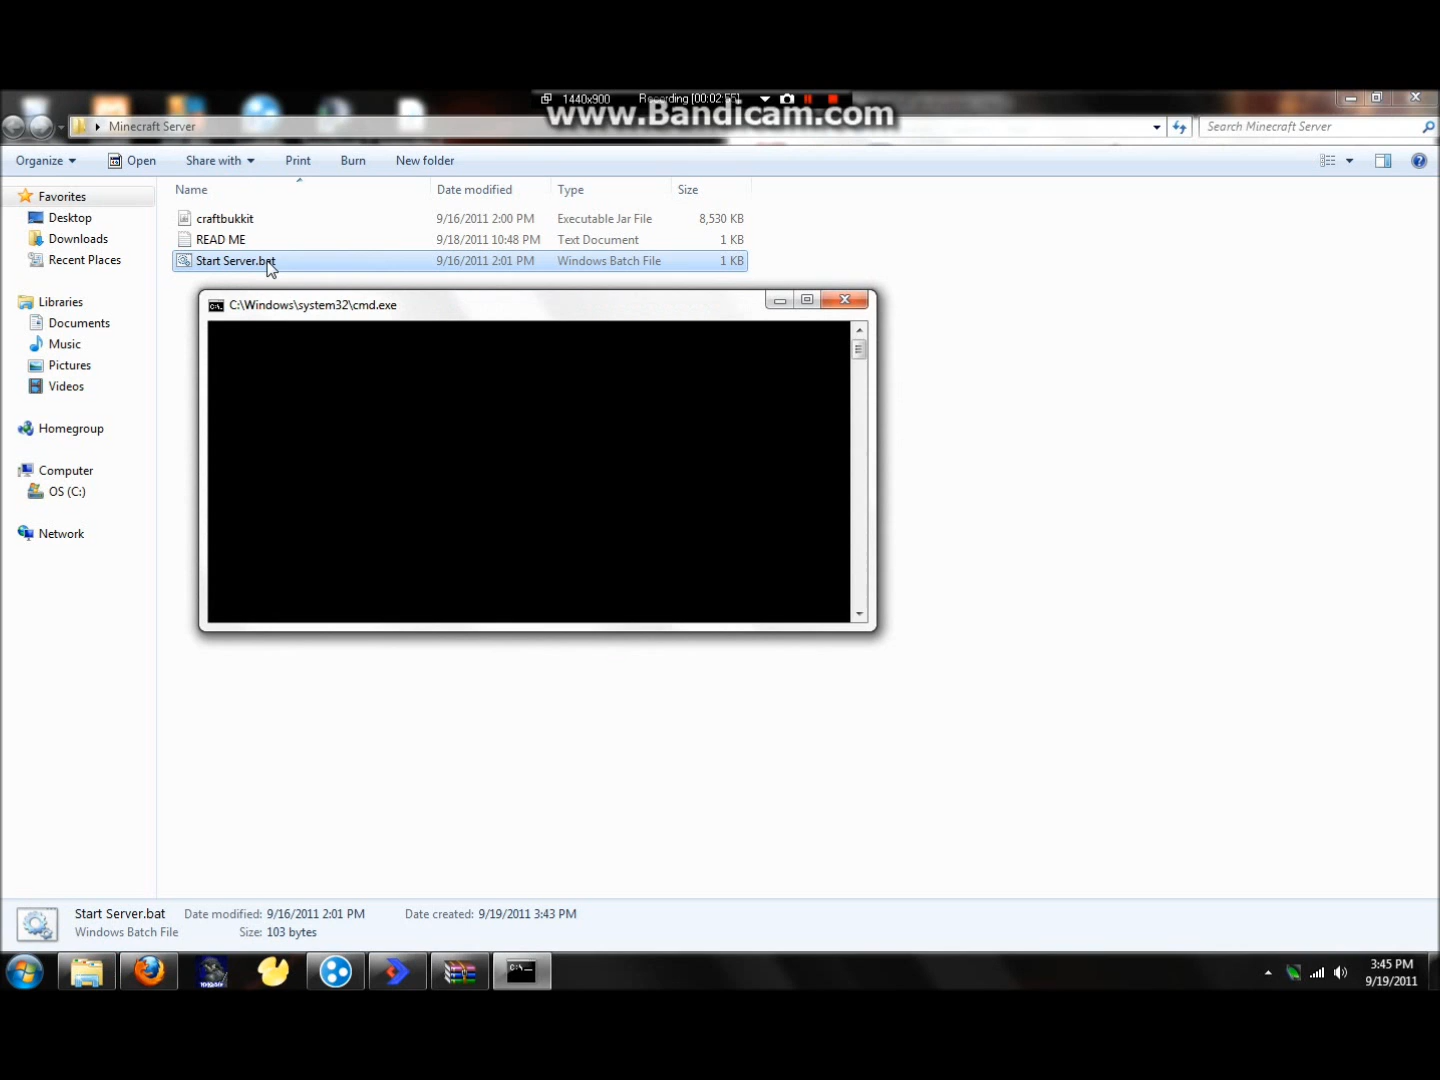 1440x900 Recording [00:02:55]
www.Bandicam.com
Minecraft Server
Search Minecraft Server
Organize Open Share with Print Burn New folder
Name Date modified Type Size
Favorites
Desktop
Downloads
Recent Places
Libraries
Documents
Music
Pictures
Videos
Homegroup
Computer
OS (C:)
Network
craftbukkit 9/16/2011 2:00 PM Executable Jar File 8,530 KB
READ ME 9/18/2011 10:48 PM Text Document 1 KB
Start Server.bat 9/16/2011 2:01 PM Windows Batch File 1 KB
C:\Windows\system32\cmd.exe
Start Server.bat Date modified: 9/16/2011 2:01 PM Date created: 9/19/2011 3:43 PM
Windows Batch File Size: 103 bytes
3:45 PM
9/19/2011